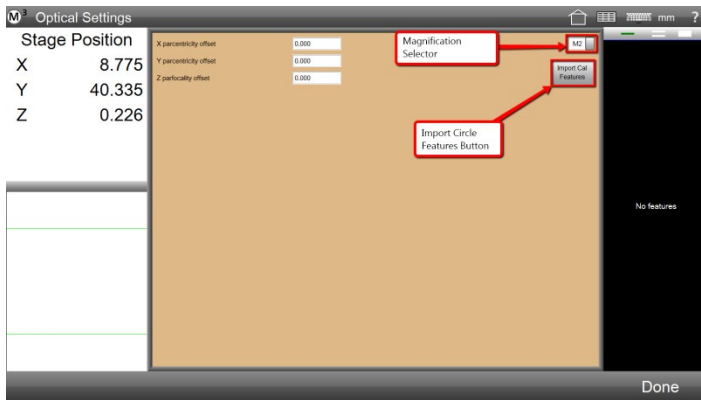 M³ Optical Settings
mm ?
Stage Position
X 8.775
Y 40.335
Z 0.226
X parcentricity offset 0.000
Y parcentricity offset 0.000
Z parfocality offset 0.000
Magnification
Selector
M2
Import Cal
Features
Import Circle
Features Button
No features
Done